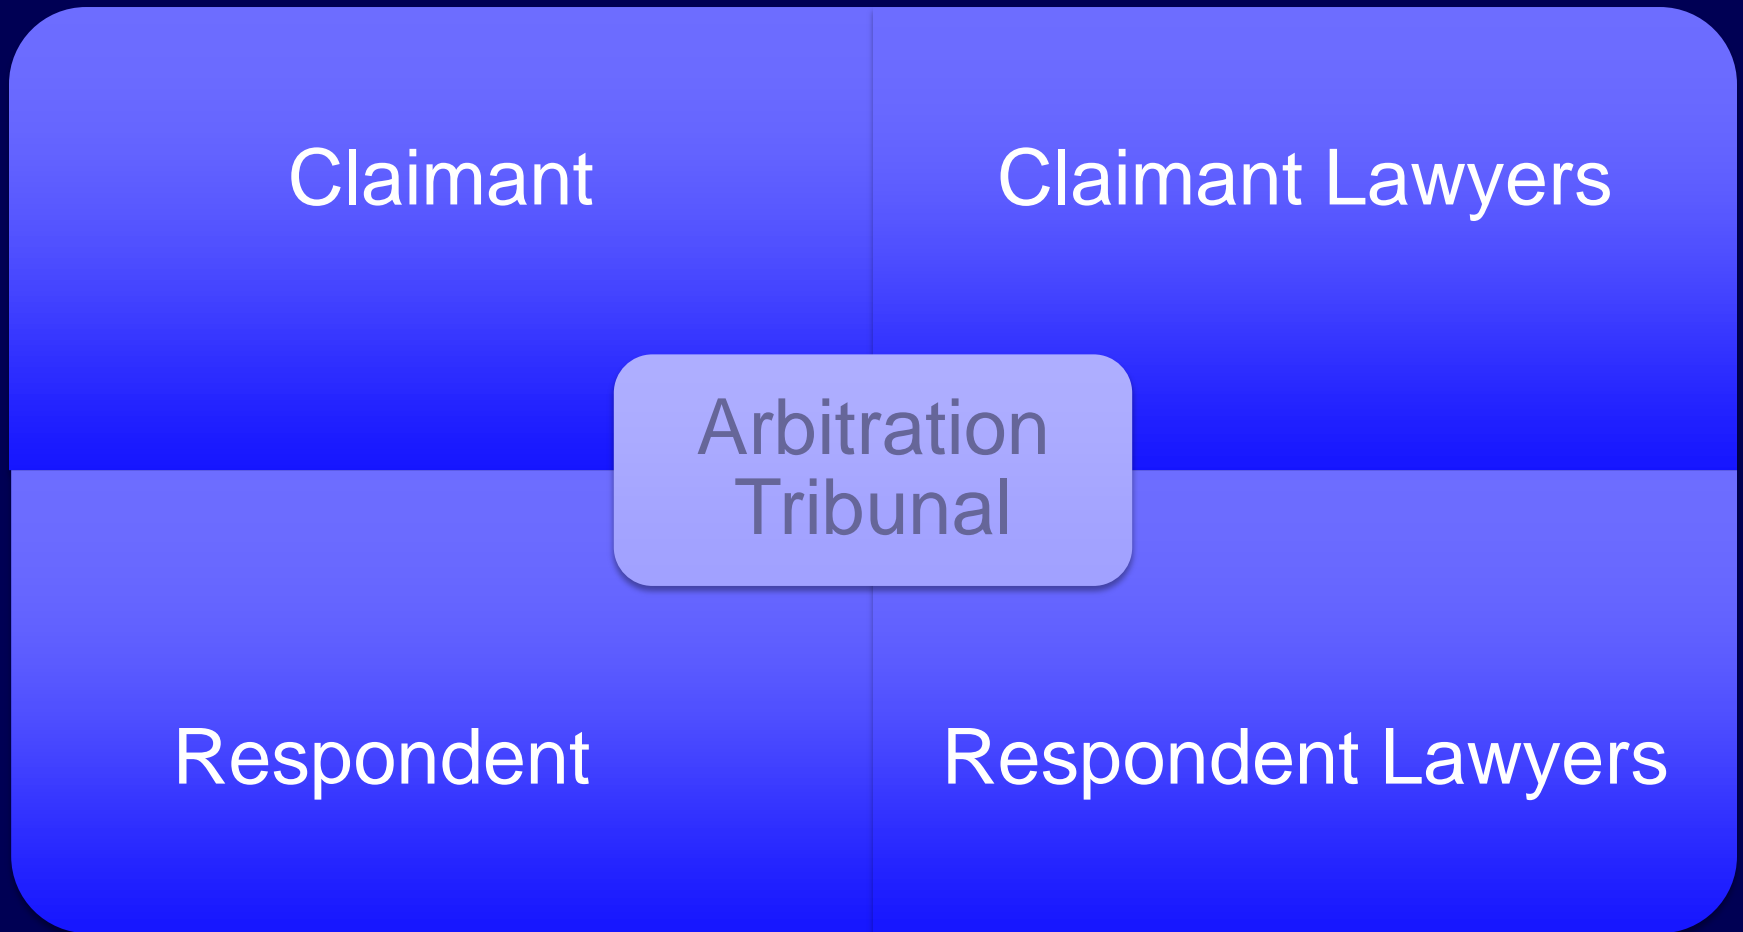 Claimant
Claimant Lawyers
Arbitration
Tribunal
Respondent
Respondent Lawyers